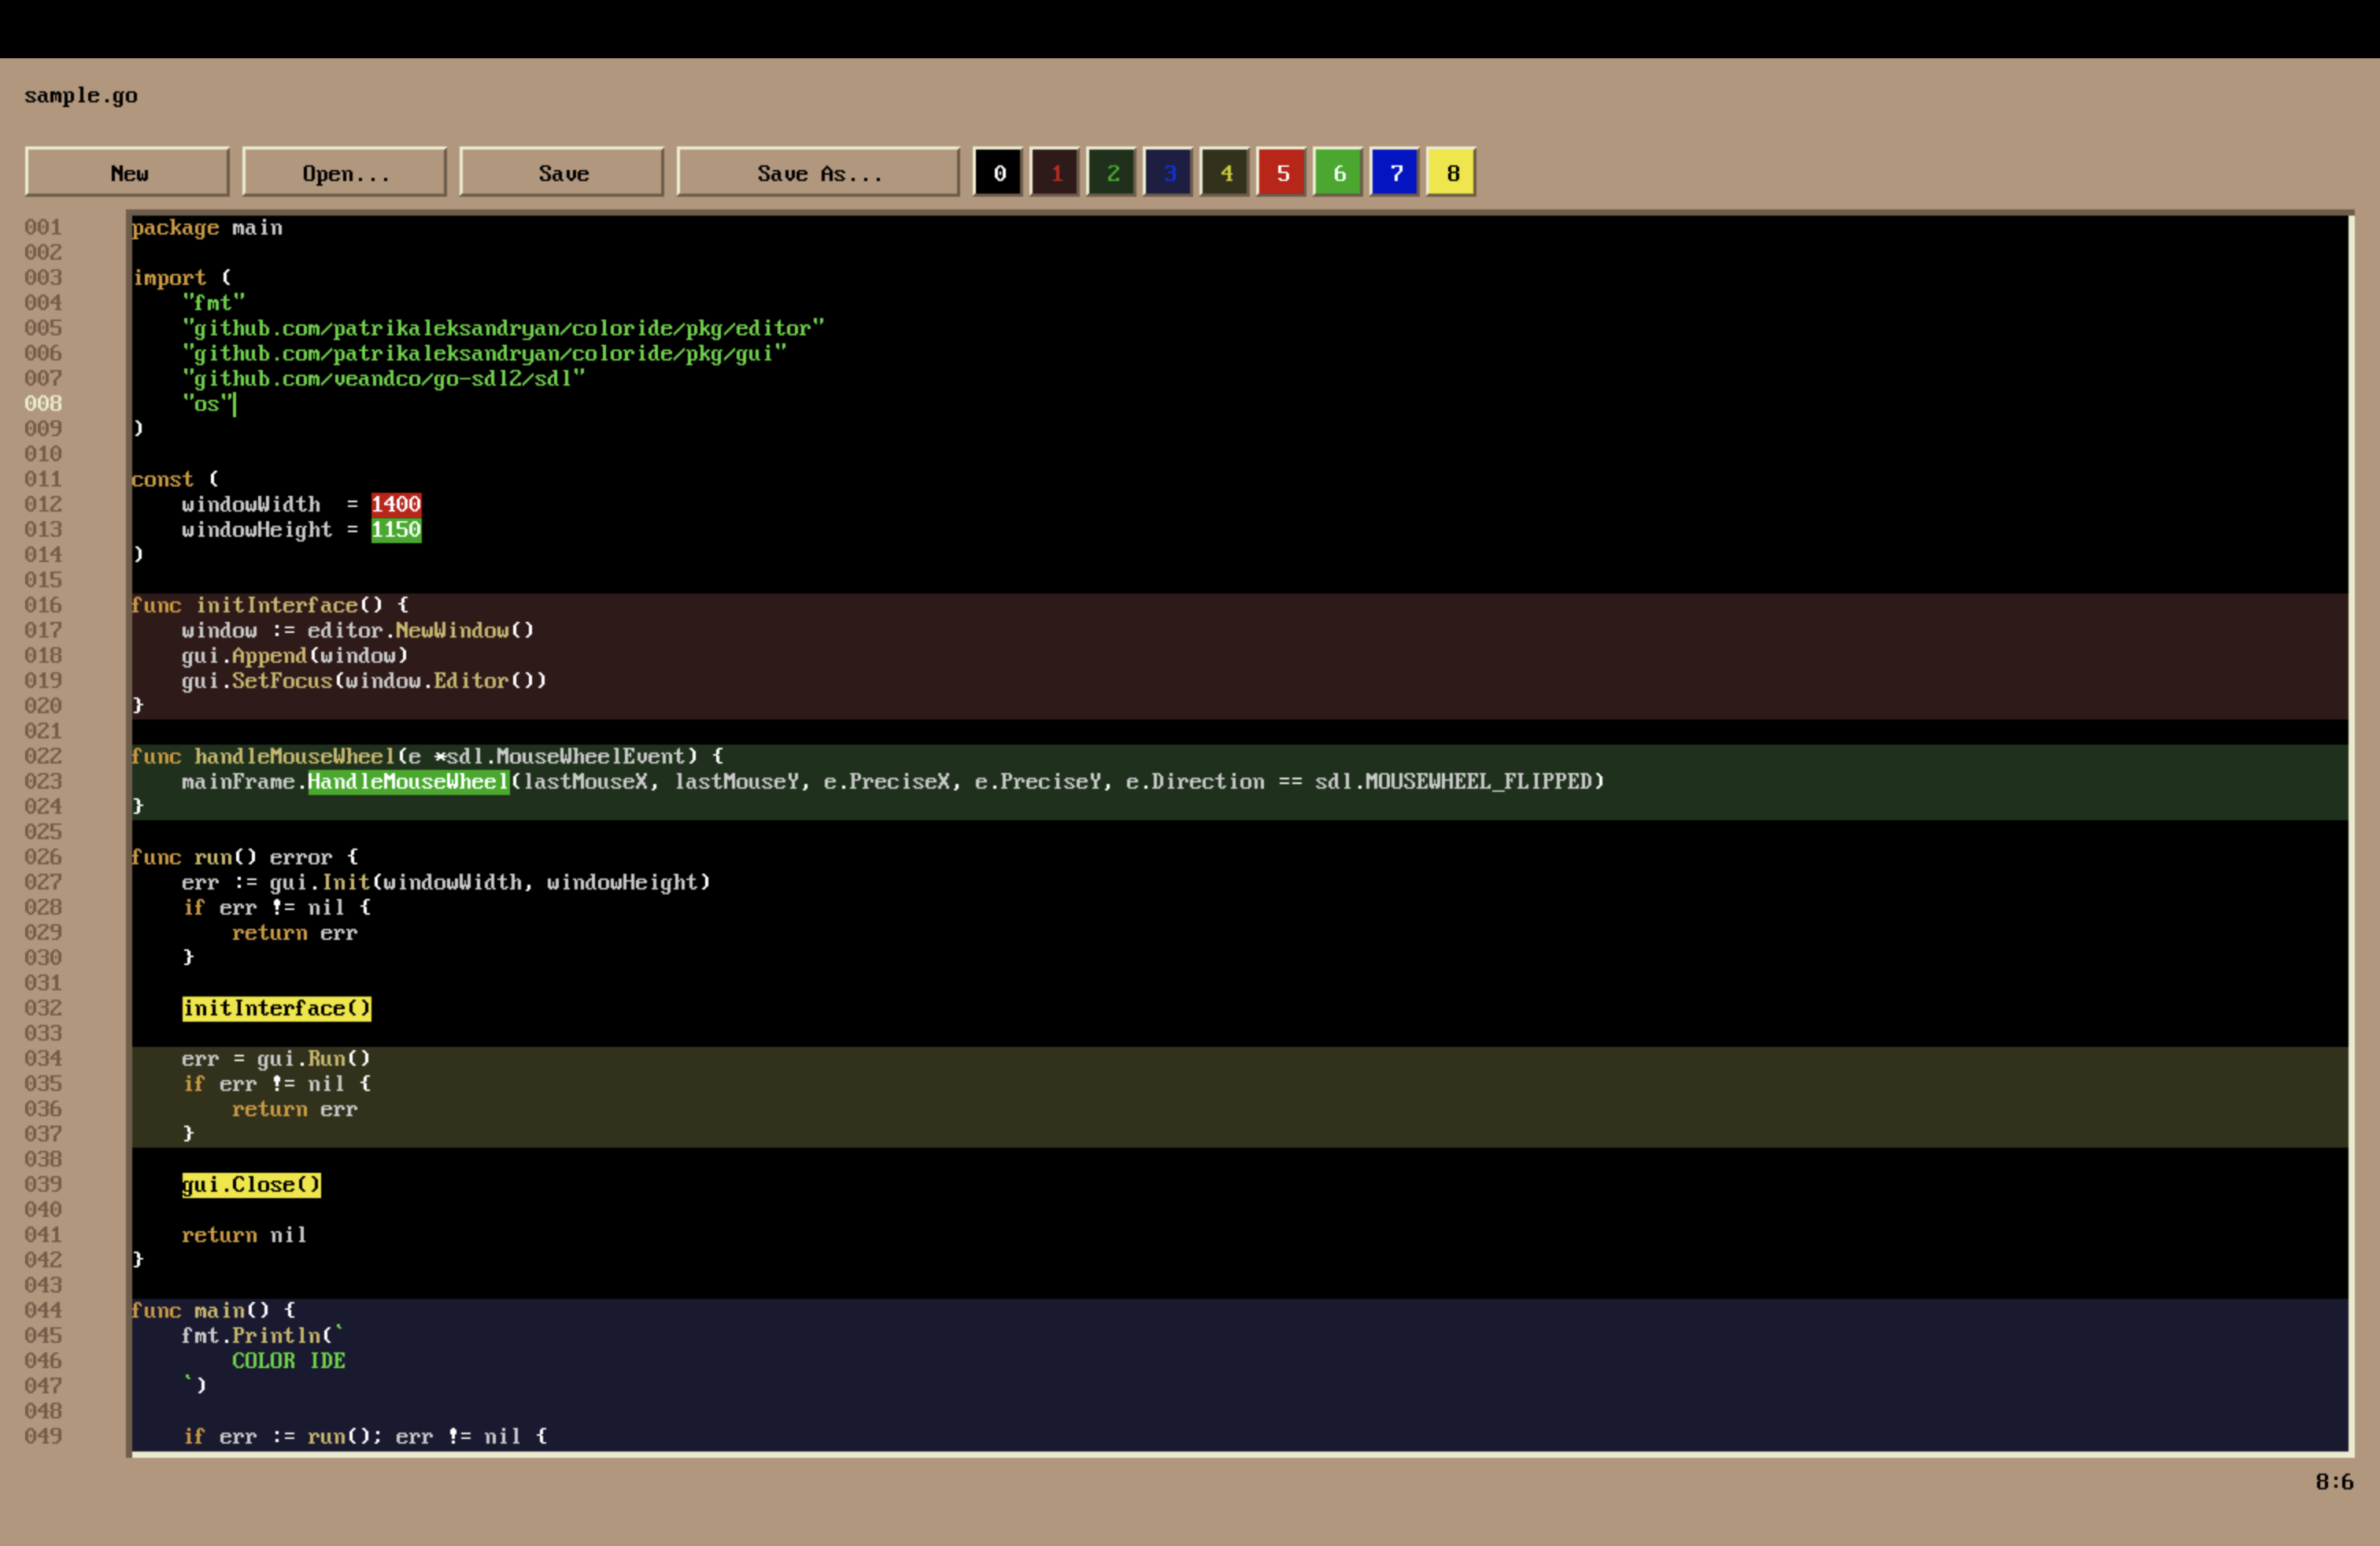 sample.go
New Open... Save Save As... 0 1 2 3 4 5 6 7 8
001 package main
002
003 import (
004     "fmt"
005     "github.com/patrikaleksandryan/coloride/pkg/editor"
006     "github.com/patrikaleksandryan/coloride/pkg/gui"
007     "github.com/veandco/go-sdl2/sdl"
008     "os"
009 )
010
011 const (
012     windowWidth  = 1400
013     windowHeight = 1150
014 )
015
016 func initInterface() {
017     window := editor.NewWindow()
018     gui.Append(window)
019     gui.SetFocus(window.Editor())
020 }
021
022 func handleMouseWheel(e *sdl.MouseWheelEvent) {
023     mainFrame.HandleMouseWheel(lastMouseX, lastMouseY, e.PreciseX, e.PreciseY, e.Direction == sdl.MOUSEWHEEL_FLIPPED)
024 }
025
026 func run() error {
027     err := gui.Init(windowWidth, windowHeight)
028     if err != nil {
029         return err
030     }
031
032     initInterface()
033
034     err = gui.Run()
035     if err != nil {
036         return err
037     }
038
039     gui.Close()
040
041     return nil
042 }
043
044 func main() {
045     fmt.Println(`
046         COLOR IDE
047     `)
048
049     if err := run(); err != nil {
8:6